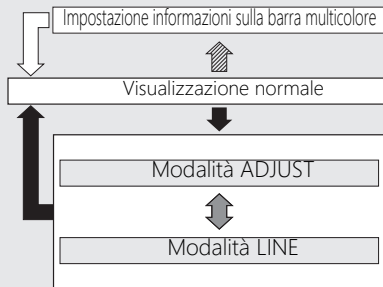 Impostazione informazioni sulla barra multicolore
Visualizzazione normale
Modalità ADJUST
Modalità LINE